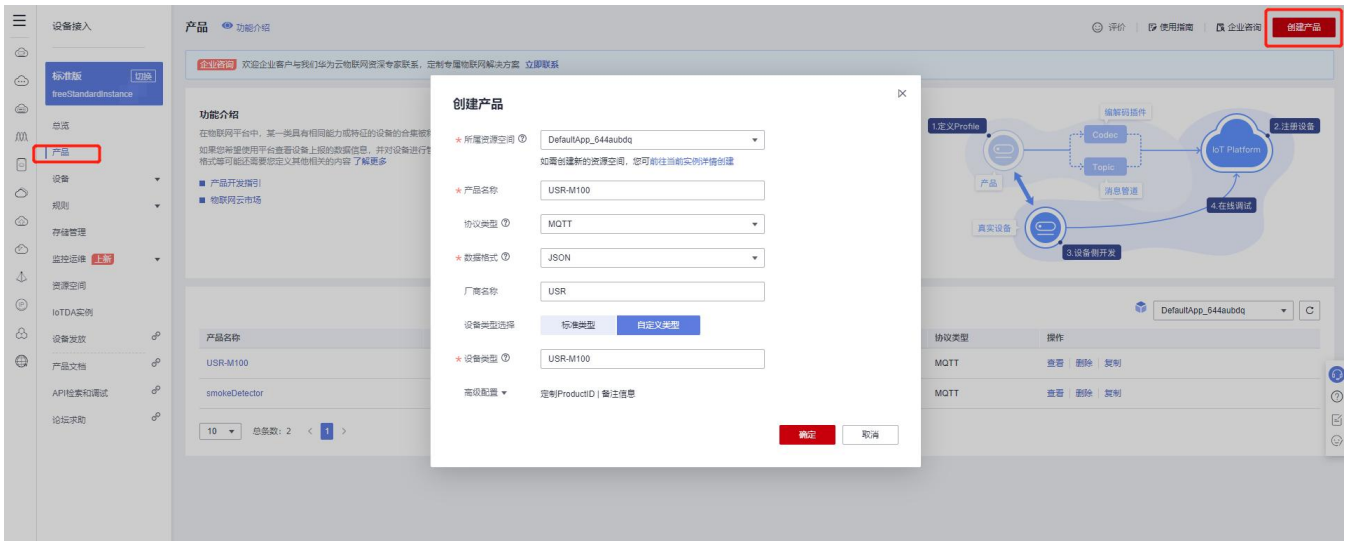 设备接入
产品 功能介绍
评价 使用指南 企业咨询 创建产品
企业咨询 欢迎企业客户与我们华为云物联网资深专家联系，定制专属物联网解决方案 立即联系
标准版 切换
freeStandardInstance
总览
产品
设备
规则
存储管理
监控运维 上新
资源空间
IoTDA实例
设备发放
产品文档
API检索和调试
论坛求助
功能介绍
在物联网平台中，某一类具有相同能力或特征的设备的合集被
如果您希望使用平台查看设备上报的数据信息，并对设备进行
格式等可能还需要您定义其他相关的内容 了解更多
产品开发指引
物联网云市场
创建产品
* 所属资源空间 DefaultApp_644aubdq
如需创建新的资源空间，您可前往当前实例详情创建
* 产品名称 USR-M100
协议类型 MQTT
* 数据格式 JSON
厂商名称 USR
设备类型选择 标准类型 自定义类型
* 设备类型 USR-M100
高级配置 定制ProductID | 备注信息
确定 取消
1.定义Profile
编解码插件
Codec
Topic
消息管道
IoT Platform
2.注册设备
产品
4.在线调试
真实设备
3.设备侧开发
DefaultApp_644aubdq
产品名称 协议类型 操作
USR-M100 MQTT 查看 删除 复制
smokeDetector MQTT 查看 删除 复制
10 总条数: 2 < 1 >